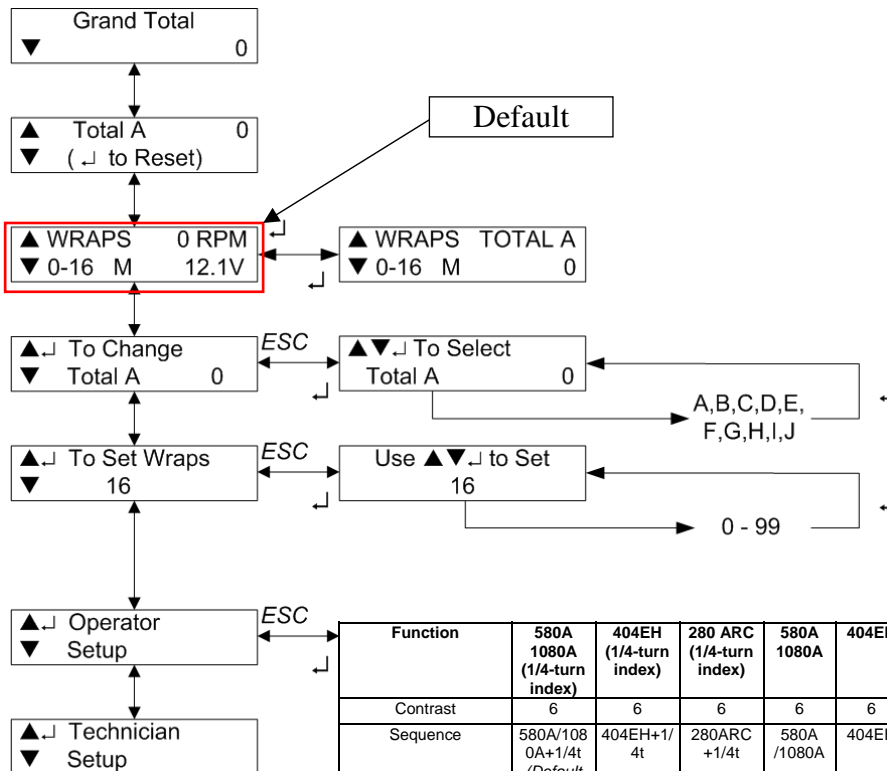 Grand Total
▼ 0
Default
▲ Total A 0
▼ ( ↵ to Reset)
▲ WRAPS 0 RPM ↵
▼ 0-16 M 12.1V ↵
▲ WRAPS TOTAL A
▼ 0-16 M 0
▲↵ To Change ESC
▼ Total A 0 ↵
▲▼↵ To Select
Total A 0
A,B,C,D,E,
F,G,H,I,J
↵
▲↵ To Set Wraps ESC
▼ 16 ↵
Use ▲▼↵ to Set
16
0 - 99
↵
▲↵ Operator ESC
▼ Setup ↵
▲↵ Technician
▼ Setup
Function 580A 1080A (1/4-turn index) 404EH (1/4-turn index) 280 ARC (1/4-turn index) 580A 1080A
Contrast 6 6 6 6 6
Sequence 580A/108 0A+1/4t (Default 404EH+1/ 4t 280ARC +1/4t 580A /1080A